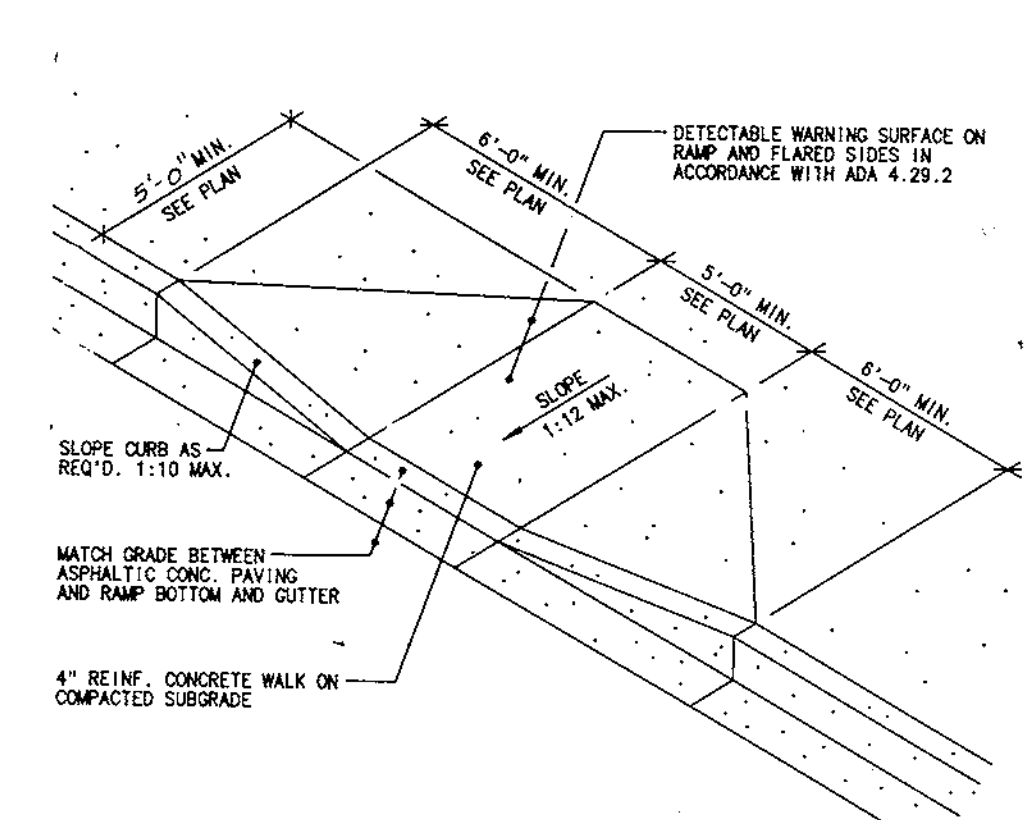 5'-0" MIN.
SEE PLAN
6'-0" MIN.
SEE PLAN
DETECTABLE WARNING SURFACE ON
RAMP AND FLARED SIDES IN
ACCORDANCE WITH ADA 4.29.2
5'-0" MIN.
SEE PLAN
6'-0" MIN.
SEE PLAN
SLOPE
1:12 MAX.
SLOPE CURB AS
REQ'D. 1:10 MAX.
MATCH GRADE BETWEEN
ASPHALTIC CONC. PAVING
AND RAMP BOTTOM AND GUTTER
4" REINF. CONCRETE WALK ON
COMPACTED SUBGRADE